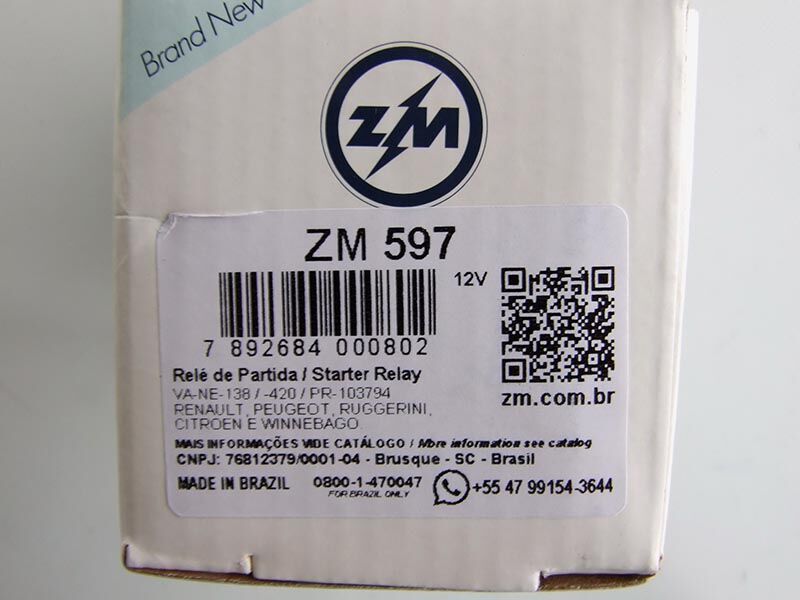 Brand New
ZM
ZM 597
12V
7 892684 000802
Relé de Partida / Starter Relay
VA-NE-138 / -420 / PR-103794
RENAULT, PEUGEOT, RUGGERINI,
CITROEN E WINNEBAGO.
zm.com.br
MAIS INFORMAÇÕES VIDE CATÁLOGO / More information see catalog
CNPJ: 76812379/0001-04 - Brusque - SC - Brasil
MADE IN BRAZIL 0800-1-470047 +55 47 99154-3644
FOR BRAZIL ONLY